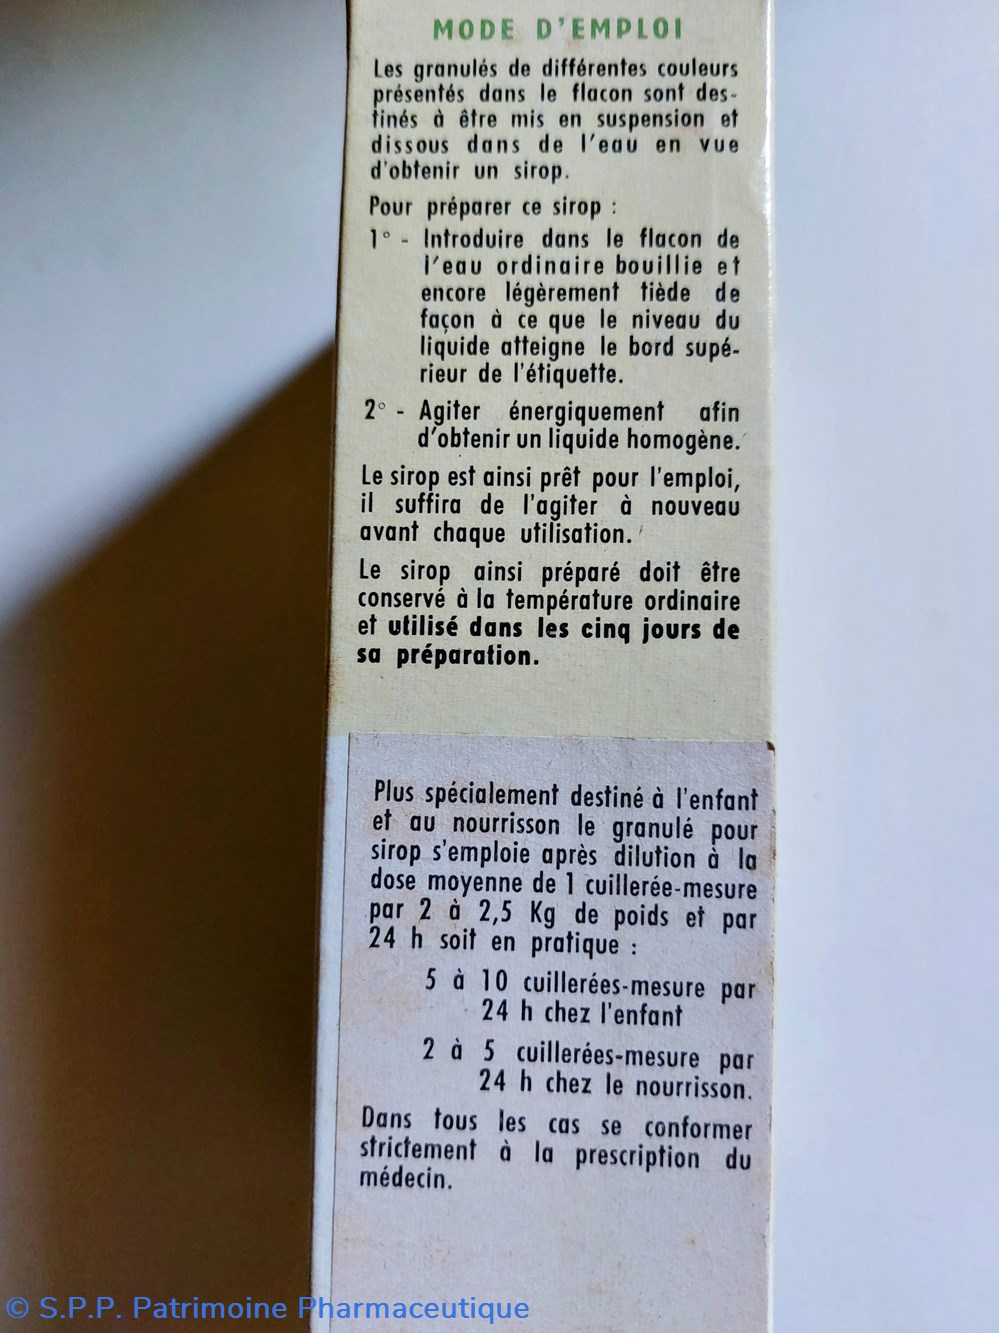 MODE D'EMPLOI
Les granulés de différentes couleurs
présentés dans le flacon sont des-
tinés à être mis en suspension et
dissous dans de l'eau en vue
d'obtenir un sirop.
Pour préparer ce sirop :
1° - Introduire dans le flacon de
l'eau ordinaire bouillie et
encore légèrement tiède de
façon à ce que le niveau du
liquide atteigne le bord supé-
rieur de l'étiquette.
2° - Agiter énergiquement afin
d'obtenir un liquide homogène.
Le sirop est ainsi prêt pour l'emploi,
il suffira de l'agiter à nouveau
avant chaque utilisation.
Le sirop ainsi préparé doit être
conservé à la température ordinaire
et utilisé dans les cinq jours de
sa préparation.
Plus spécialement destiné à l'enfant
et au nourrisson le granulé pour
sirop s'emploie après dilution à la
dose moyenne de 1 cuillerée-mesure
par 2 à 2,5 Kg de poids et par
24 h soit en pratique :
5 à 10 cuillerées-mesure par
24 h chez l'enfant
2 à 5 cuillerées-mesure par
24 h chez le nourrisson.
Dans tous les cas se conformer
strictement à la prescription du
médecin.
© S.P.P. Patrimoine Pharmaceutique